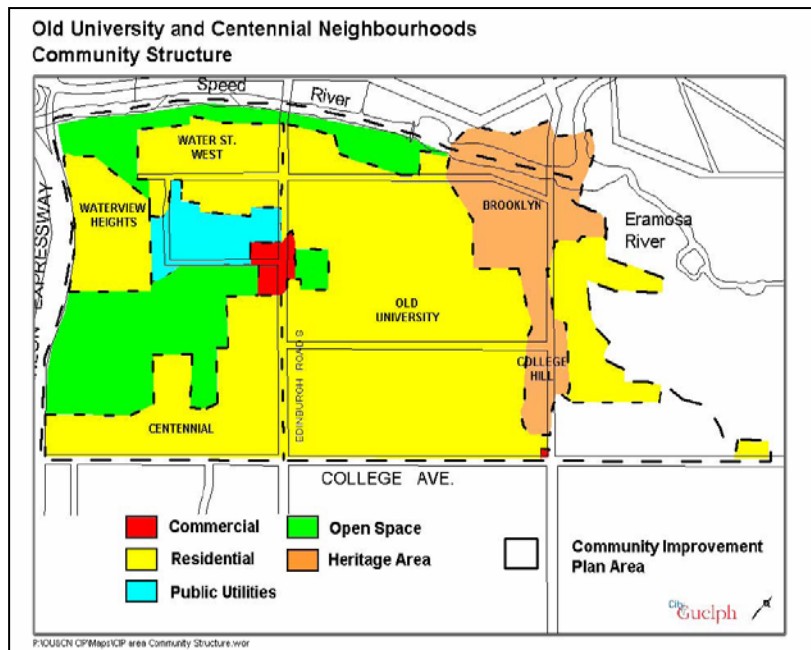 Old University and Centennial Neighbourhoods
Community Structure
Speed
River
WATER ST.
WEST
WATERVIEW
HEIGHTS
BROOKLYN
Eramosa
River
EXPRESSWAY
OLD
UNIVERSITY
EDINBURGH ROAD S
COLLEGE
HILL
CENTENNIAL
COLLEGE AVE.
Commercial
Open Space
Residential
Heritage Area
Public Utilities
Community Improvement
Plan Area
City
Guelph
P:\OUSCN CIP\Maps\CIP area Community Structure.wor